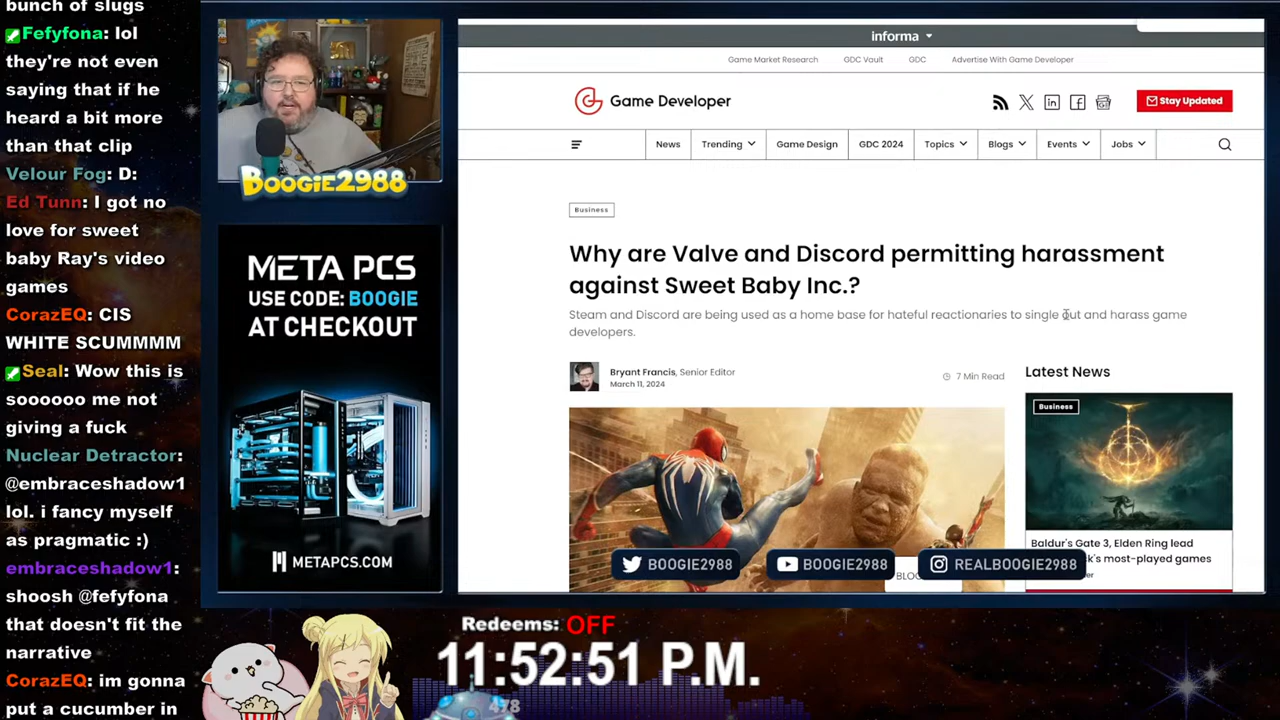 bunch of slugs
Fefyfona: lol
they're not even
saying that if he
heard a bit more
than that clip
Velour Fog: D:
Ed Tunn: I got no
love for sweet
baby Ray's video
games
CorazEQ: CIS
WHITE SCUMMMM
Seal: Wow this is
soooooo me not
giving a fuck
Nuclear Detractor:
@embraceshadow1
lol. i fancy myself
as pragmatic :)
embraceshadow1:
shoosh @fefyfona
that doesn't fit the
narrative
CorazEQ: im gonna
put a cucumber in
BOOGIE2988
META PCS
USE CODE: BOOGIE
AT CHECKOUT
METAPCS.COM
informa
Game Market Research GDC Vault GDC Advertise With Game Developer
Game Developer
Stay Updated
News Trending Game Design GDC 2024 Topics Blogs Events Jobs
Business
Why are Valve and Discord permitting harassment
against Sweet Baby Inc.?
Steam and Discord are being used as a home base for hateful reactionaries to single out and harass game
developers.
Bryant Francis, Senior Editor
March 11, 2024
7 Min Read
Latest News
Business
Baldur's Gate 3, Elden Ring lead
most-played games
BOOGIE2988 BOOGIE2988 REALBOOGIE2988
Redeems: OFF
11:52:51 P.M.
478